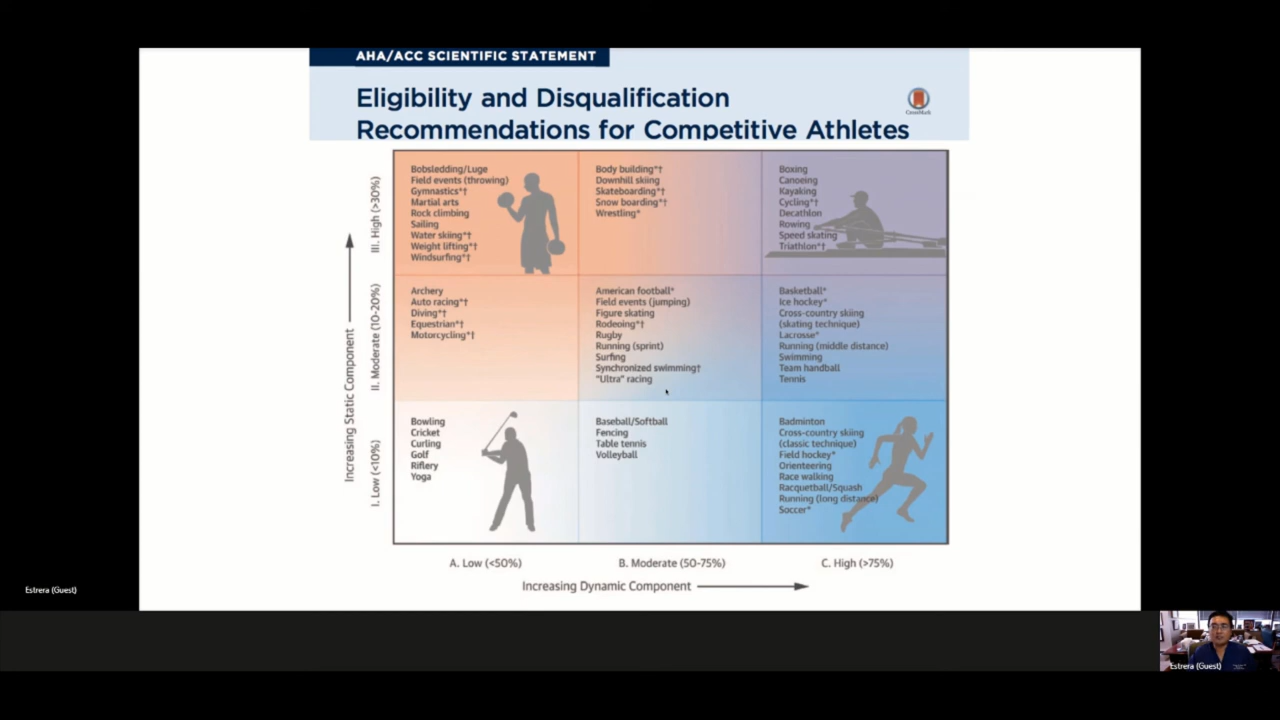 AHA/ACC SCIENTIFIC STATEMENT
Eligibility and Disqualification
Recommendations for Competitive Athletes
CrossMark
Increasing Static Component
III. High (>30%)
Bobsledding/Luge
Field events (throwing)
Gymnastics*†
Martial arts
Rock climbing
Sailing
Water skiing*†
Weight lifting*†
Windsurfing*†
Body building*†
Downhill skiing
Skateboarding*†
Snow boarding*†
Wrestling*
Boxing
Canoeing
Kayaking
Cycling*†
Decathlon
Rowing
Speed skating
Triathlon*†
II. Moderate (10-20%)
Archery
Auto racing*†
Diving*†
Equestrian*†
Motorcycling*†
American football*
Field events (jumping)
Figure skating
Rodeoing*†
Rugby
Running (sprint)
Surfing
Synchronized swimming†
"Ultra" racing
Basketball*
Ice hockey*
Cross-country skiing
(skating technique)
Lacrosse*
Running (middle distance)
Swimming
Team handball
Tennis
I. Low (<10%)
Bowling
Cricket
Curling
Golf
Riflery
Yoga
Baseball/Softball
Fencing
Table tennis
Volleyball
Badminton
Cross-country skiing
(classic technique)
Field hockey*
Orienteering
Race walking
Racquetball/Squash
Running (long distance)
Soccer*
A. Low (<50%)
B. Moderate (50-75%)
C. High (>75%)
Increasing Dynamic Component
Estrera (Guest)
Estrera (Guest)